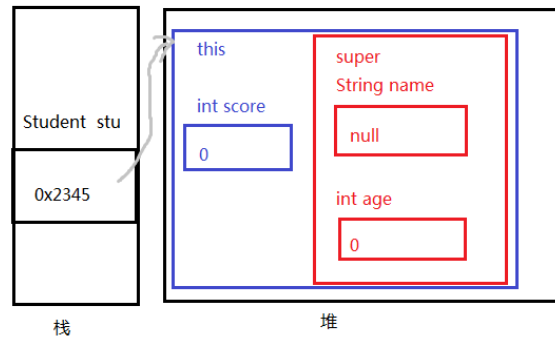 Student stu
0x2345
栈
this
int score
0
super
String name
null
int age
0
堆